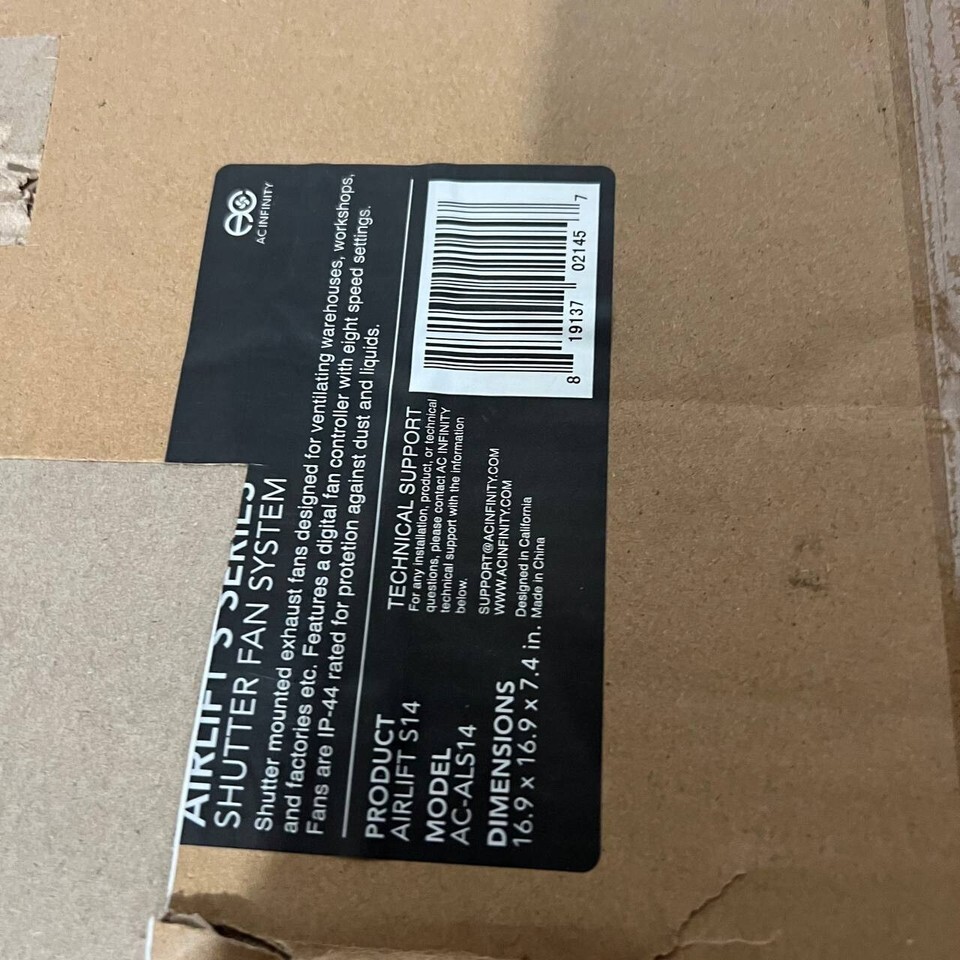 AC INFINITY
AIRLIFT S SERIES
SHUTTER FAN SYSTEM
Shutter mounted exhaust fans designed for ventilating warehouses, workshops,
and factories etc. Features a digital fan controller with eight speed settings.
Fans are IP-44 rated for protetion against dust and liquids.
PRODUCT
AIRLIFT S14
MODEL
AC-ALS14
DIMENSIONS
16.9 x 16.9 x 7.4 in.
TECHNICAL SUPPORT
For any installation, product, or technical
questions, please contact AC INFINITY
technical support with the information
below.
SUPPORT@ACINFINITY.COM
WWW.ACINFINITY.COM
Designed in California
Made in China
8 19137 02145 7